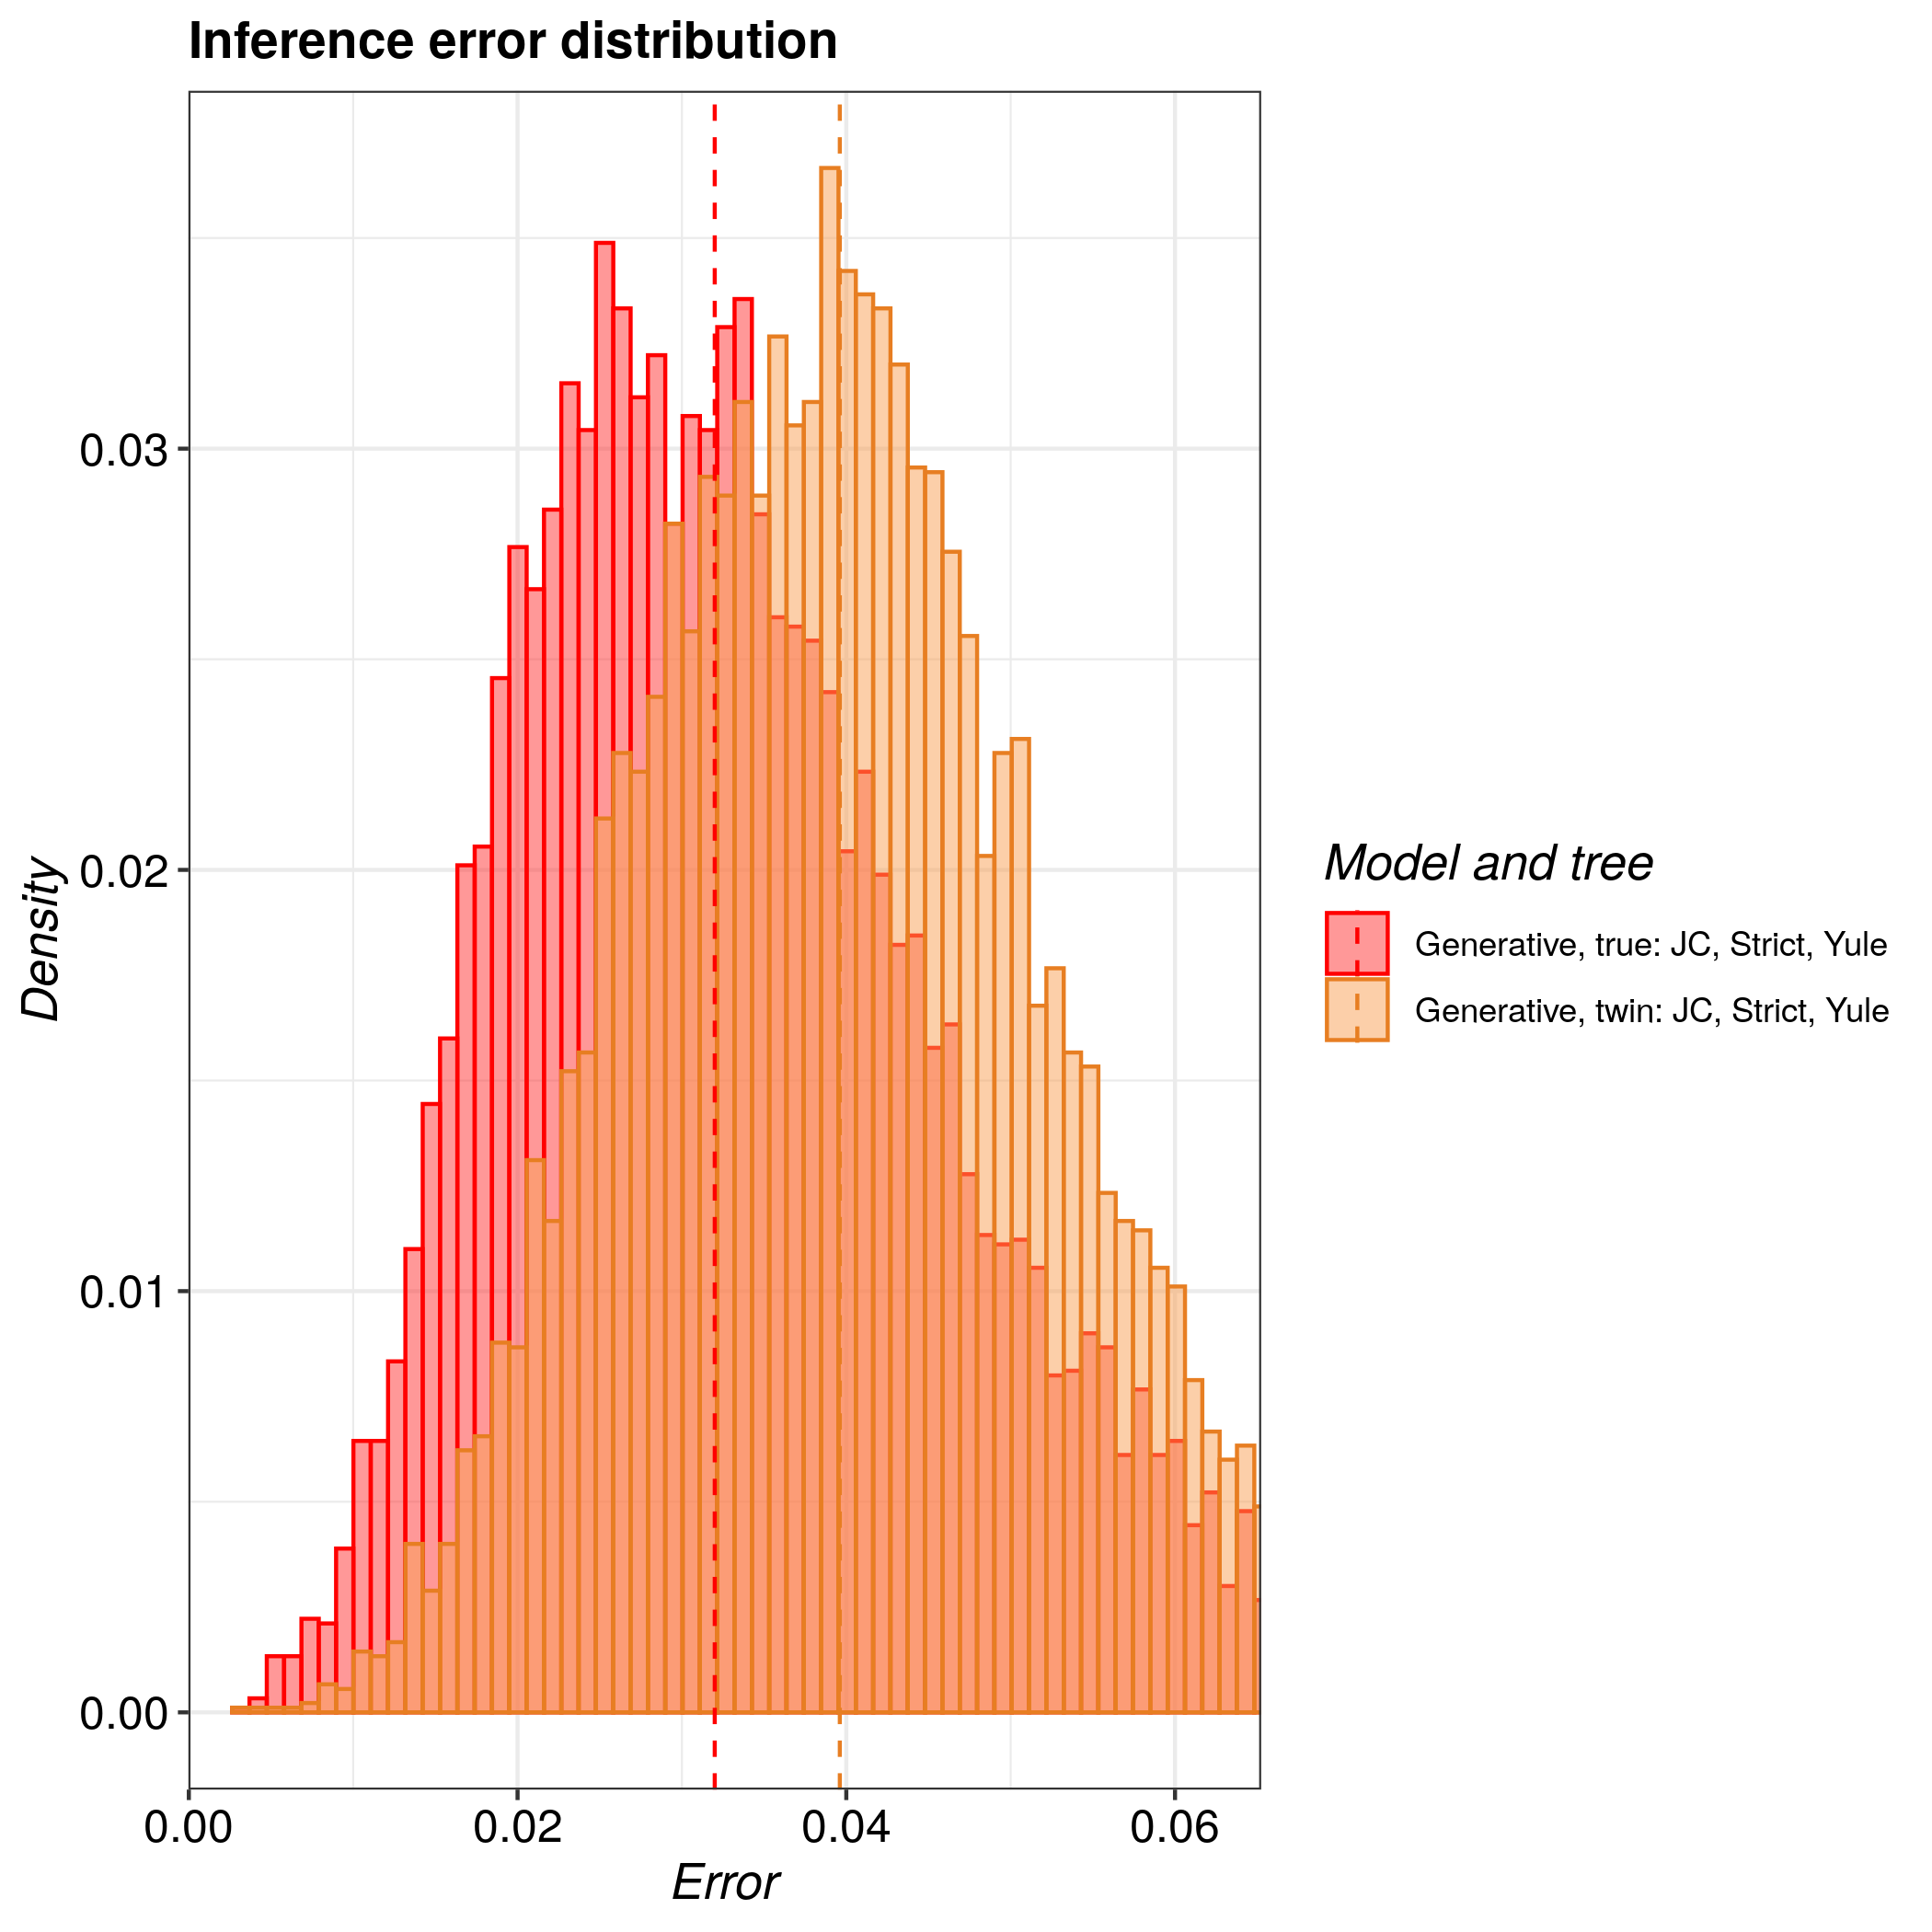 Inference error distribution
Density
0.03
0.02
0.01
0.00
0.00 0.02 0.04 0.06
Error
Model and tree
Generative, true: JC, Strict, Yule
Generative, twin: JC, Strict, Yule